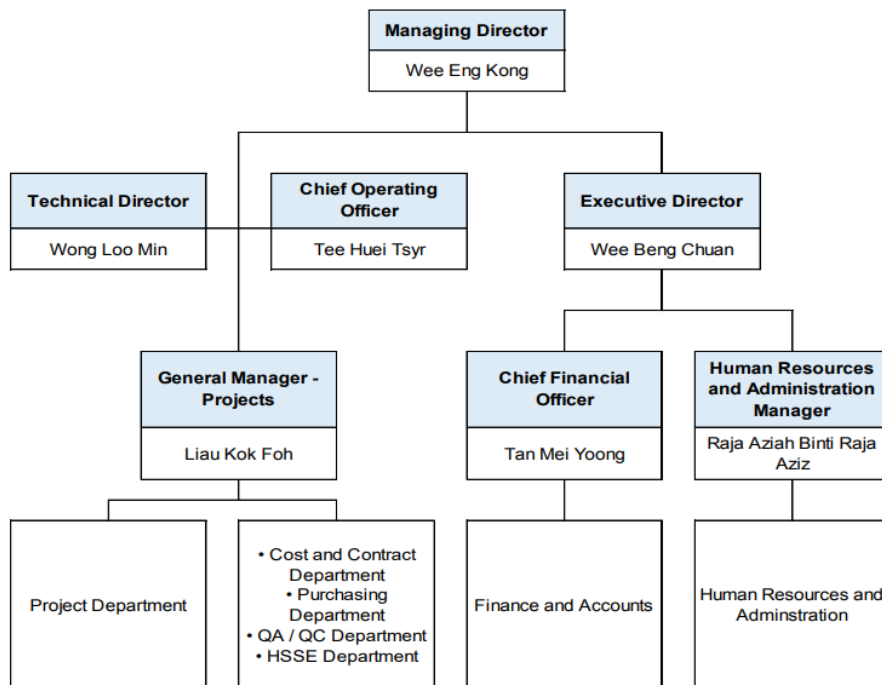 Managing Director
Wee Eng Kong
Technical Director
Wong Loo Min
Chief Operating
Officer
Tee Huei Tsyr
Executive Director
Wee Beng Chuan
General Manager -
Projects
Liau Kok Foh
Chief Financial
Officer
Tan Mei Yoong
Human Resources
and Administration
Manager
Raja Aziah Binti Raja
Aziz
Project Department
• Cost and Contract
Department
• Purchasing
Department
• QA / QC Department
• HSSE Department
Finance and Accounts
Human Resources and
Adminstration